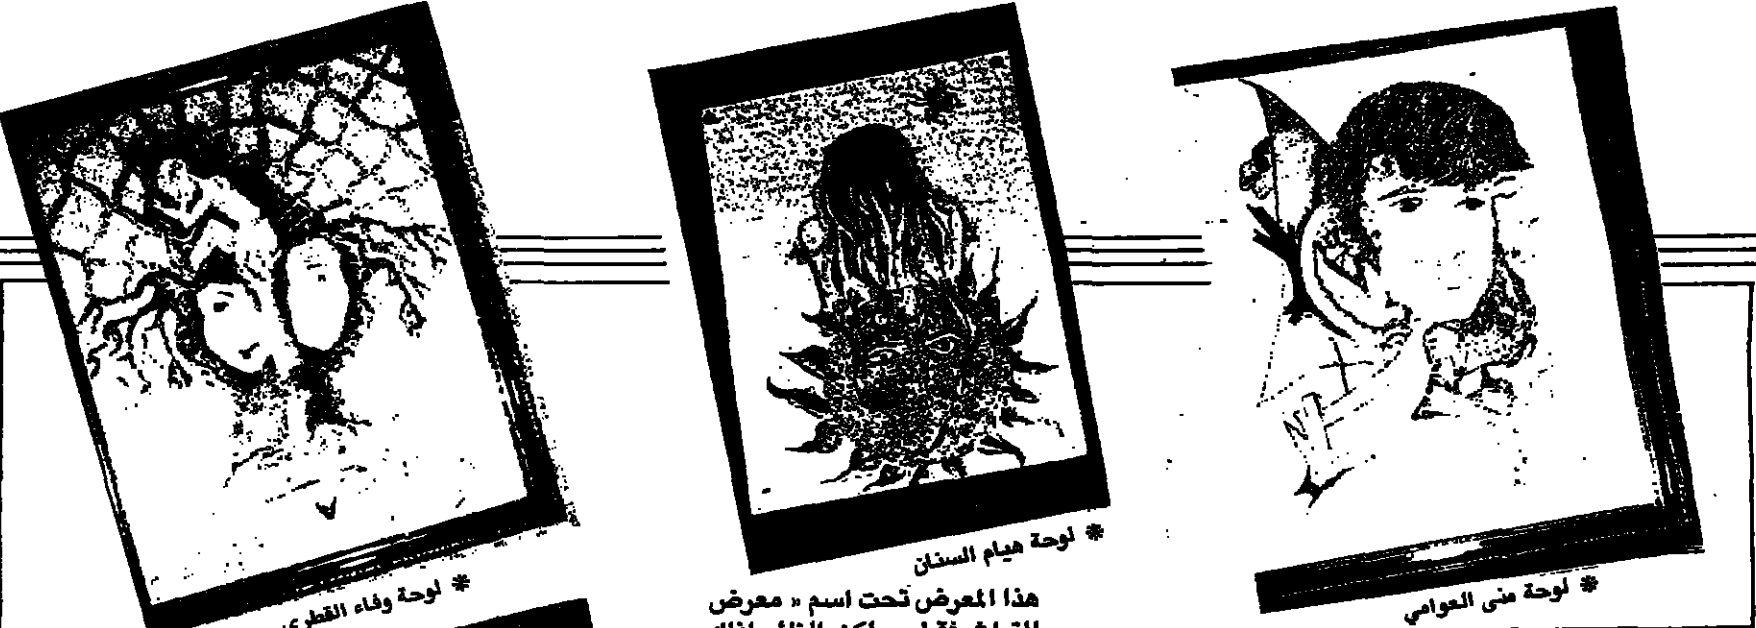 * لوحة منى العوامي
* لوحة هيام السنان
* لوحة وفاء القطري
هذا المعرض تحت اسم « معرض